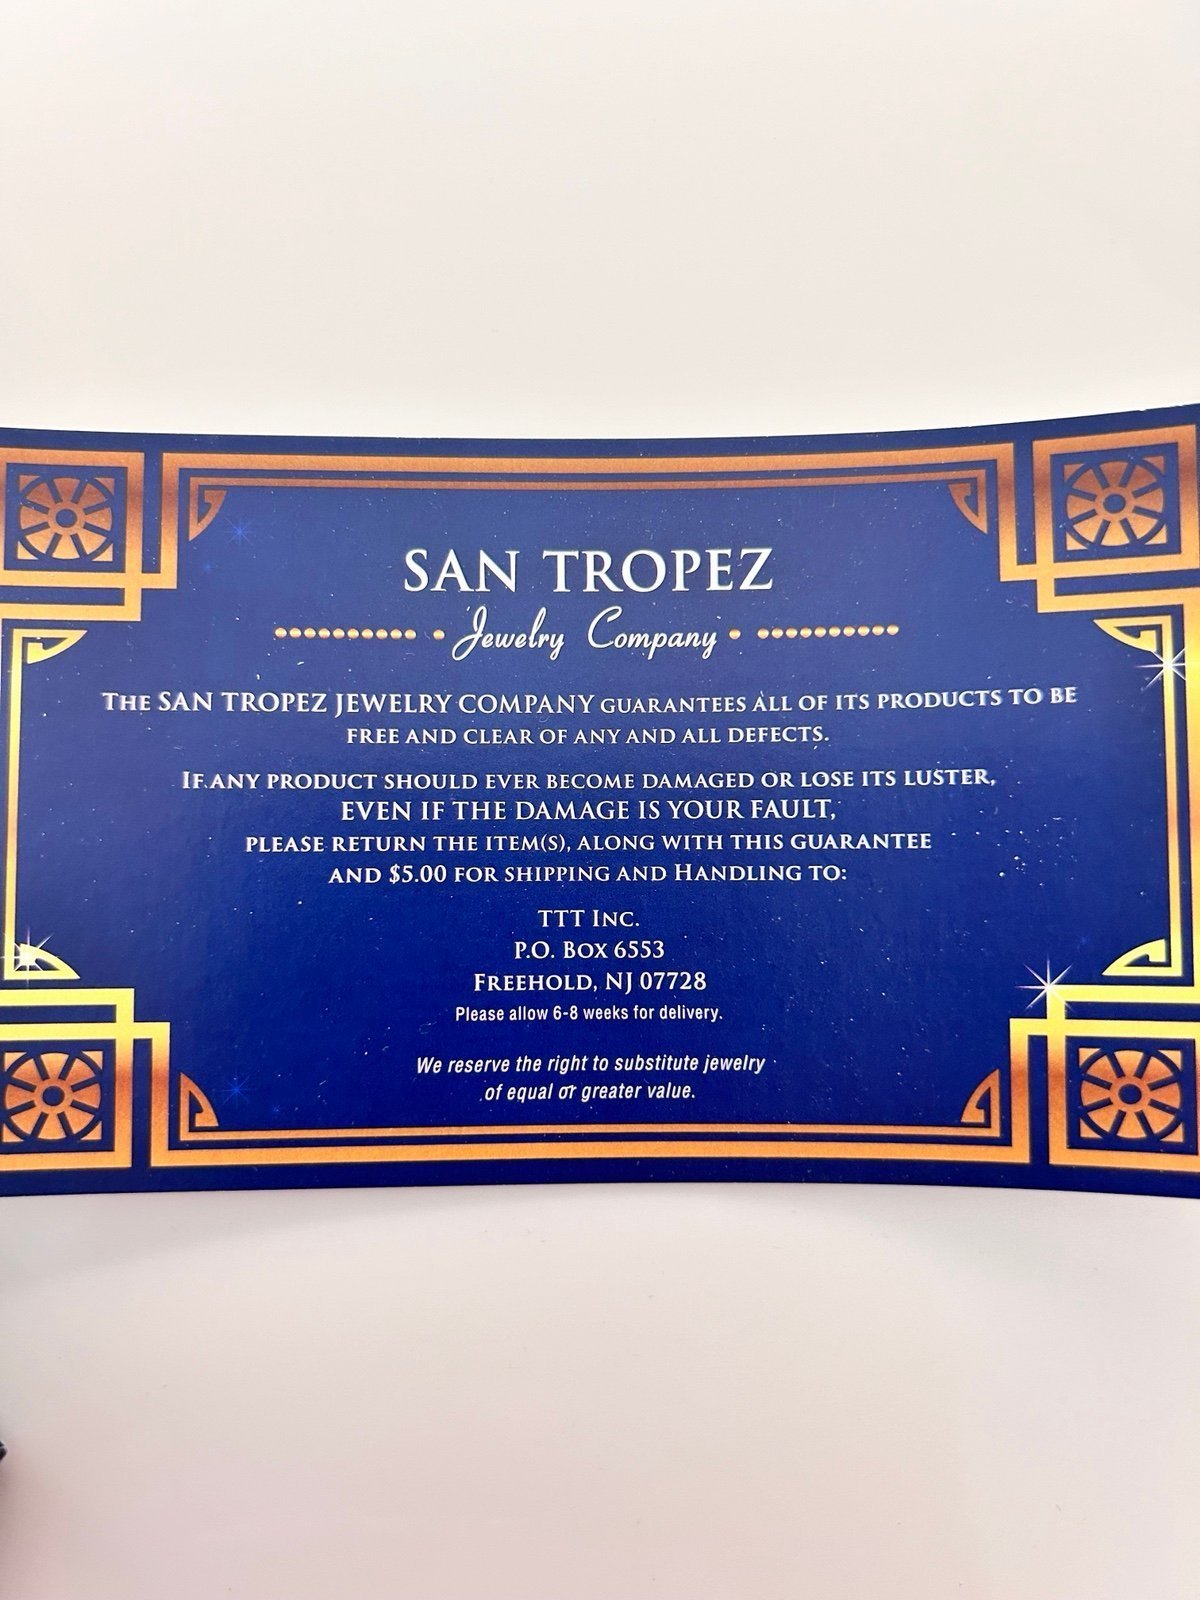 SAN TROPEZ
Jewelry Company
THE SAN TROPEZ JEWELRY COMPANY GUARANTEES ALL OF ITS PRODUCTS TO BE
FREE AND CLEAR OF ANY AND ALL DEFECTS.
IF ANY PRODUCT SHOULD EVER BECOME DAMAGED OR LOSE ITS LUSTER,
EVEN IF THE DAMAGE IS YOUR FAULT,
PLEASE RETURN THE ITEM(S), ALONG WITH THIS GUARANTEE
AND $5.00 FOR SHIPPING AND HANDLING TO:
TTT INC.
P.O. BOX 6553
FREEHOLD, NJ 07728
Please allow 6-8 weeks for delivery.
We reserve the right to substitute jewelry
of equal or greater value.